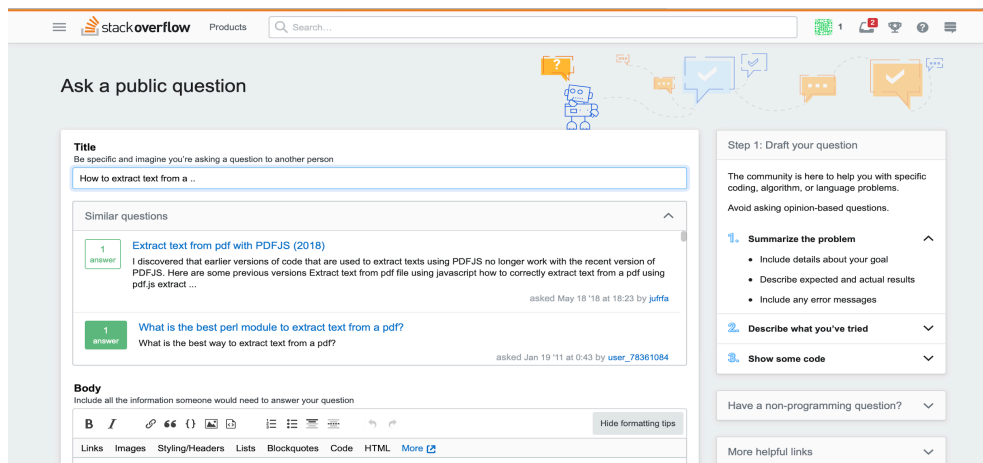 stackoverflow Products Search... 1 2
Ask a public question
Title
Be specific and imagine you're asking a question to another person
How to extract text from a ..
Similar questions
1 answer
Extract text from pdf with PDFJS (2018)
I discovered that earlier versions of code that are used to extract texts using PDFJS no longer work with the recent version of
PDFJS. Here are some previous versions Extract text from pdf file using javascript how to correctly extract text from a pdf using
pdf.js extract ...
asked May 18 '18 at 18:23 by jufrfa
1 answer
What is the best perl module to extract text from a pdf?
What is the best way to extract text from a pdf?
asked Jan 19 '11 at 0:43 by user_78361084
Body
Include all the information someone would need to answer your question
B I {} Hide formatting tips
Links Images Styling/Headers Lists Blockquotes Code HTML More
Step 1: Draft your question
The community is here to help you with specific
coding, algorithm, or language problems.
Avoid asking opinion-based questions.
1. Summarize the problem
• Include details about your goal
• Describe expected and actual results
• Include any error messages
2. Describe what you've tried
3. Show some code
Have a non-programming question?
More helpful links